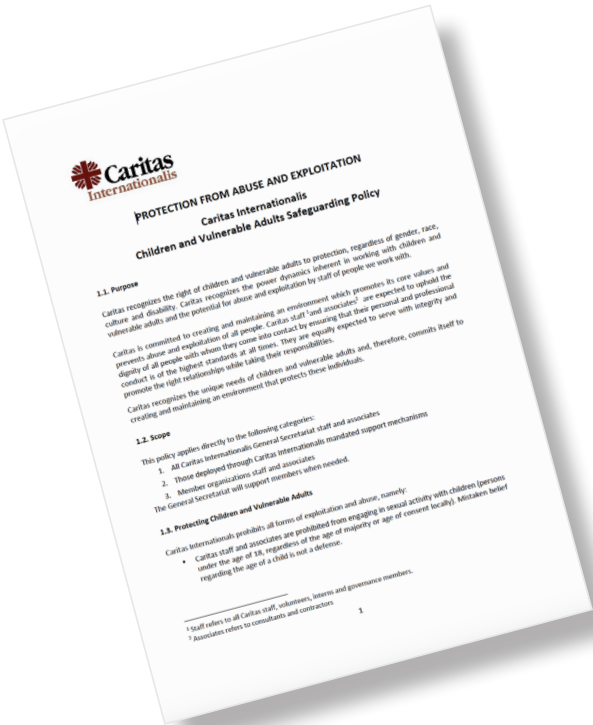 Caritas
Internationalis
PROTECTION FROM ABUSE AND EXPLOITATION
Caritas Internationalis
Children and Vulnerable Adults Safeguarding Policy
1.1. Purpose
Caritas recognizes the right of children and vulnerable adults to protection, regardless of gender, race,
culture and disability. Caritas recognizes the power dynamics inherent in working with children and
vulnerable adults and the potential for abuse and exploitation by staff of people we work with.
Caritas is committed to creating and maintaining an environment which promotes its core values and
prevents abuse and exploitation of all people. Caritas staff ¹and associates² are expected to uphold the
dignity of all people with whom they come into contact by ensuring that their personal and professional
conduct is of the highest standards at all times. They are equally expected to serve with integrity and
promote the right relationships while taking their responsibilities.
Caritas recognizes the unique needs of children and vulnerable adults and, therefore, commits itself to
creating and maintaining an environment that protects these individuals.
1.2. Scope
This policy applies directly to the following categories:
1. All Caritas Internationalis General Secretariat staff and associates
2. Those deployed through Caritas Internationalis mandated support mechanisms
3. Member organizations staff and associates
The General Secretariat will support members when needed.
1.3. Protecting Children and Vulnerable Adults
Caritas Internationals prohibits all forms of exploitation and abuse, namely:
• Caritas staff and associates are prohibited from engaging in sexual activity with children (persons
under the age of 18, regardless of the age of majority or age of consent locally). Mistaken belief
regarding the age of a child is not a defense.
¹ Staff refers to all Caritas staff, volunteers, interns and governance members.
² Associates refers to consultants and contractors
1